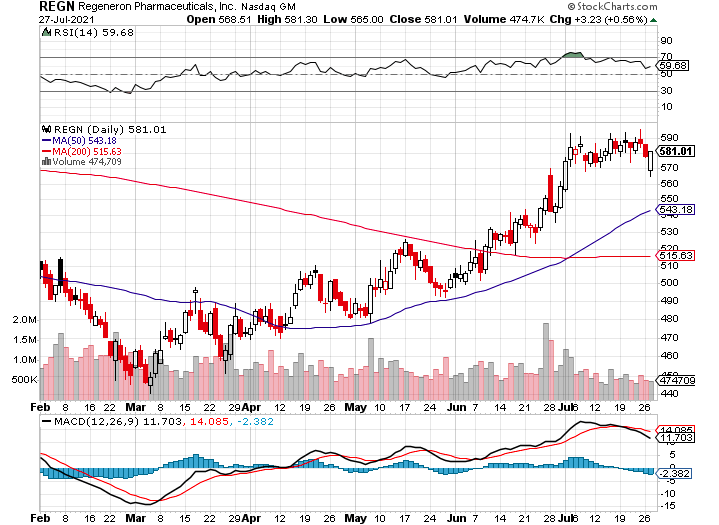 REGN Regeneron Pharmaceuticals, Inc. Nasdaq GM
© StockCharts.com
27-Jul-2021
Open 568.51 High 581.30 Low 565.00 Close 581.01 Volume 474.7K Chg +3.23 (+0.56%)
RSI(14) 59.68
90
70
59.68
50
30
10
REGN (Daily) 581.01
MA(50) 543.18
MA(200) 515.63
Volume 474,709
590
581.01
570
560
550
543.18
530
520
515.63
510
500
490
480
470
460
450
440
2.0M
1.5M
1.0M
500K
474709
Feb 8 16 22 Mar 8 15 22 29 Apr 12 19 26 May 10 17 24 Jun 7 14 21 28 Jul 6 12 19 26
MACD(12,26,9) 11.703, 14.085, -2.382
14.085
11.703
5
0
-2.382
-5
-10
-15
Feb 8 16 22 Mar 8 15 22 29 Apr 12 19 26 May 10 17 24 Jun 7 14 21 28 Jul 6 12 19 26